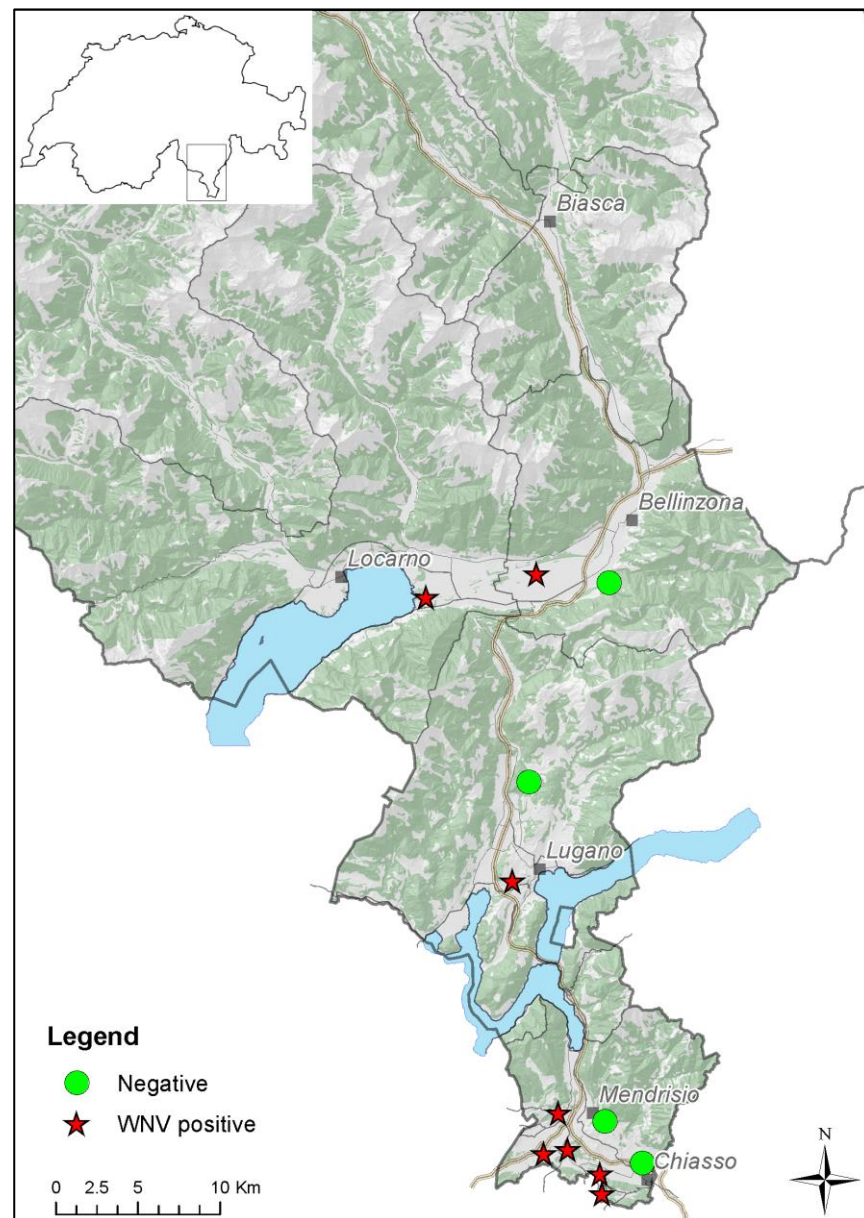 Biasca
Bellinzona
Locarno
Lugano
Legend
Negative
WNV positive
Mendrisio
Chiasso
0 2.5 5 10 Km
N